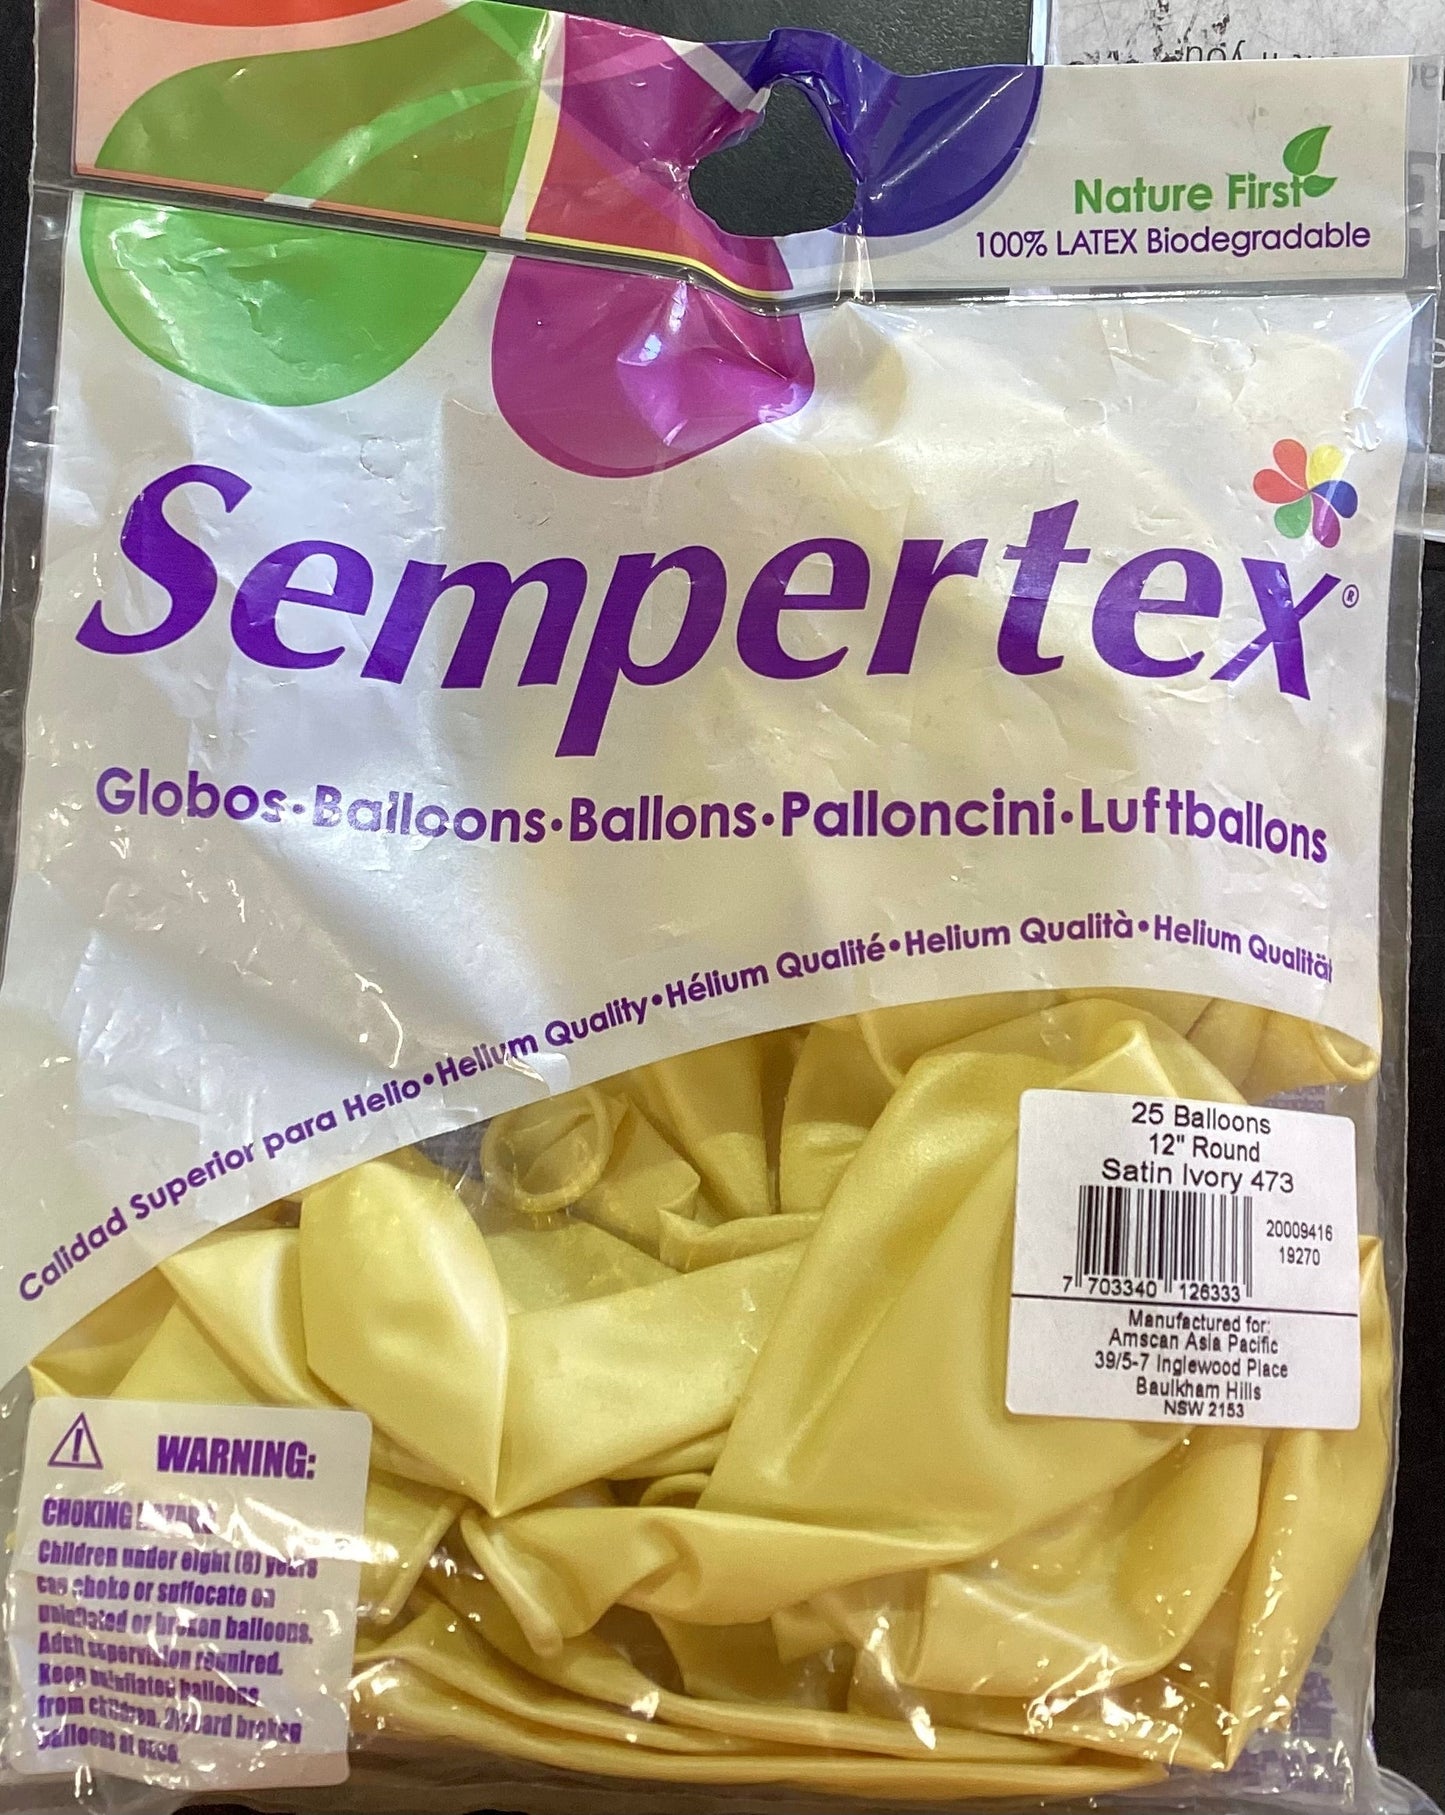 Nature First
100% LATEX Biodegradable
Sempertex®
Globos•Balloons•Ballons•Palloncini•Luftballons
Calidad Superior para Helio•Helium Quality•Hélium Qualité•Helium Qualità•Helium Qualität
25 Balloons
12" Round
Satin Ivory 473
20009416
19270
7 703340 126333
Manufactured for:
Amscan Asia Pacific
39/5-7 Inglewood Place
Baulkham Hills
NSW 2153
WARNING:
CHOKING HAZARD
Children under eight (8) years
can choke or suffocate on
uninflated or broken balloons.
Adult supervision required.
Keep uninflated balloons
from children. Discard broken
balloons at once.